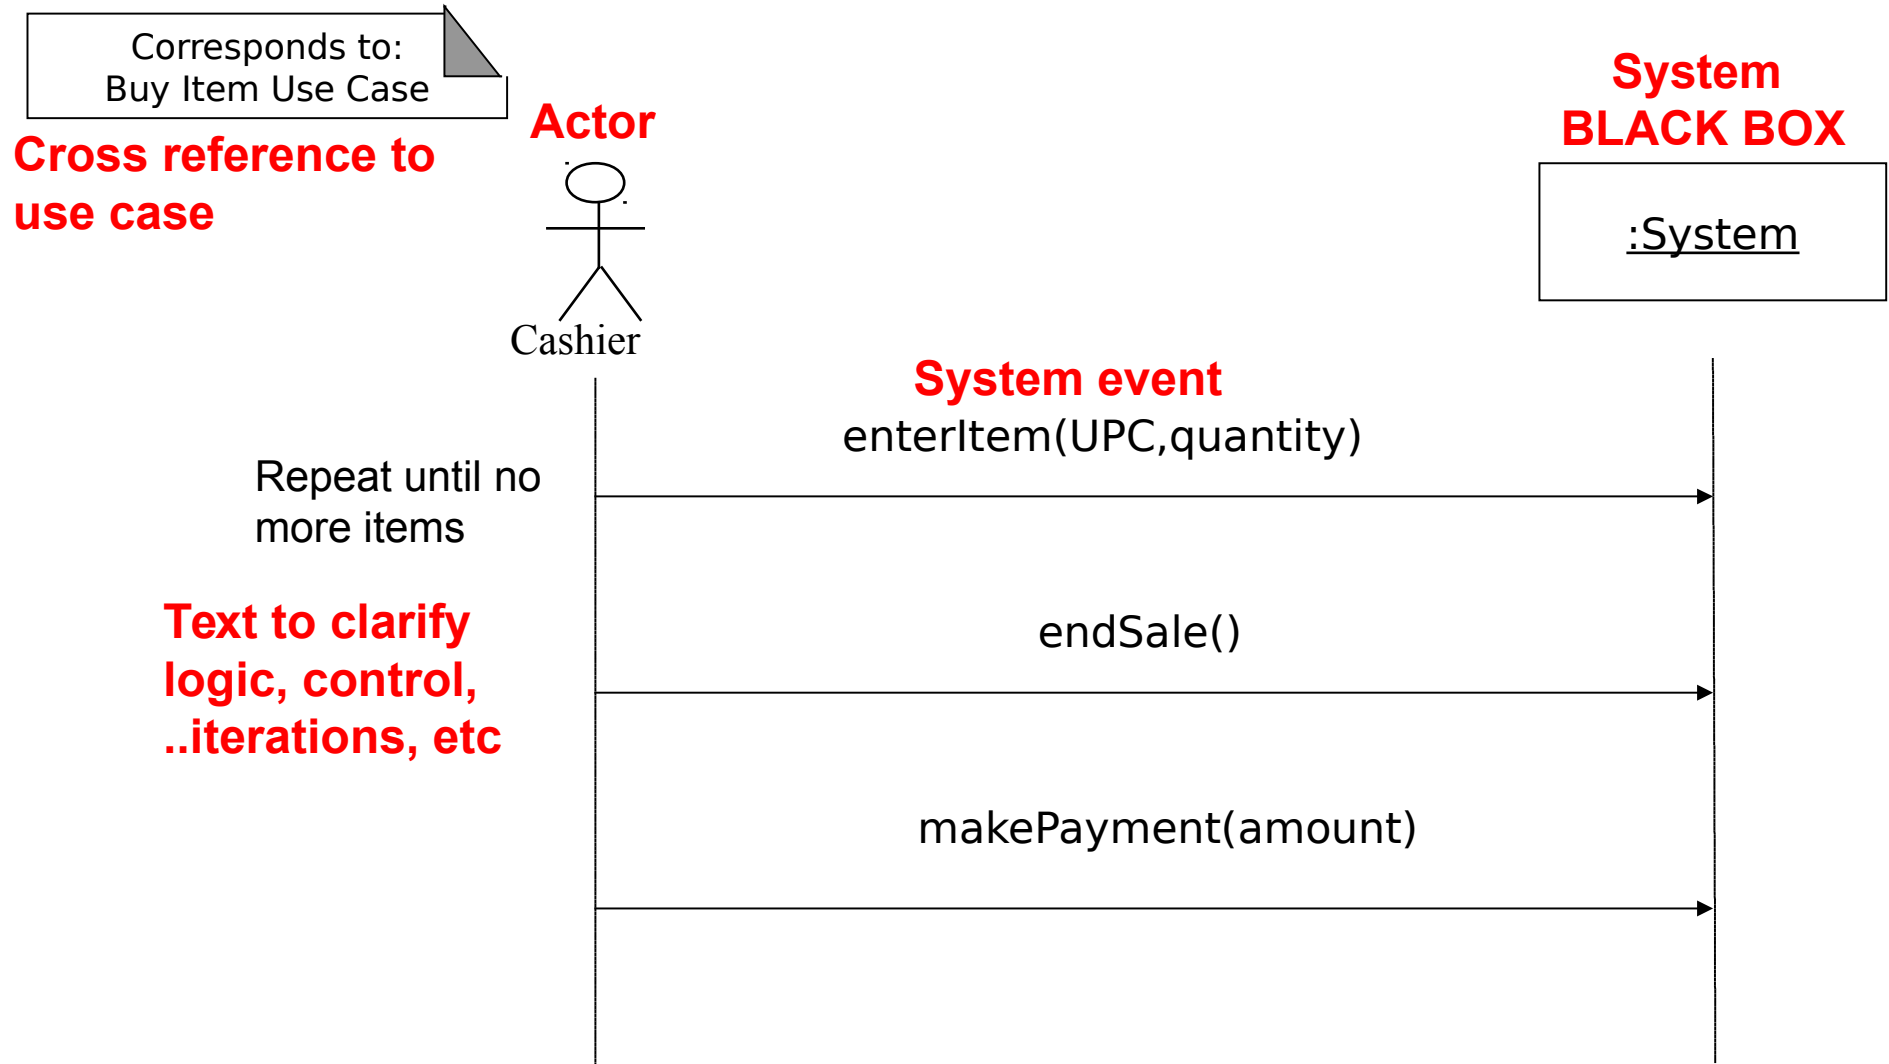 Corresponds to:
Buy Item Use Case
Cross reference to
use case
Actor
Cashier
System
BLACK BOX
:System
System event
enterItem(UPC,quantity)
Repeat until no
more items
Text to clarify
logic, control,
..iterations, etc
endSale()
makePayment(amount)